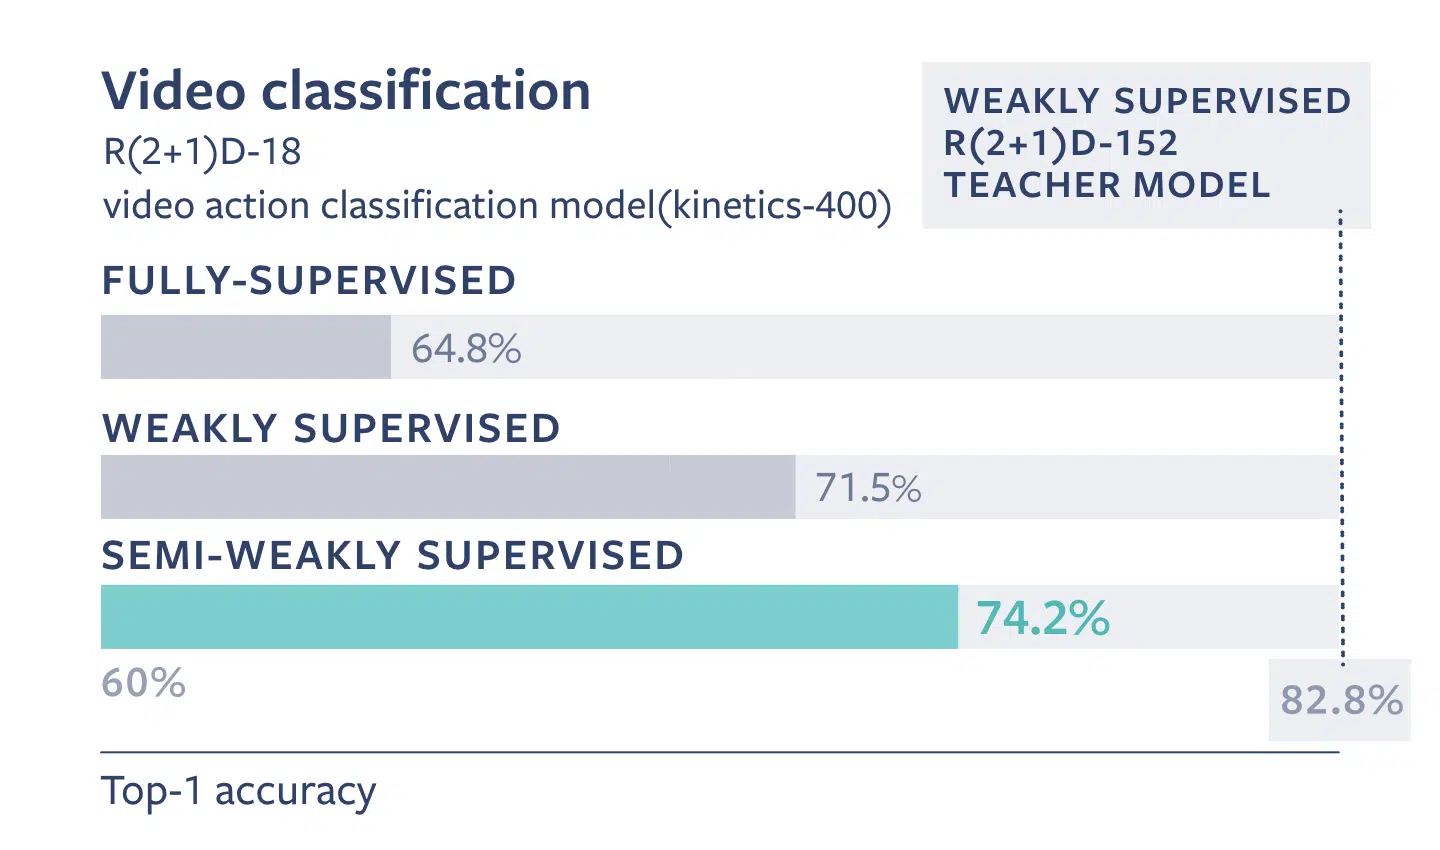 Video classification
R(2+1)D-18
video action classification model(kinetics-400)
WEAKLY SUPERVISED
R(2+1)D-152
TEACHER MODEL
FULLY-SUPERVISED
64.8%
WEAKLY SUPERVISED
71.5%
SEMI-WEAKLY SUPERVISED
74.2%
60%
82.8%
Top-1 accuracy